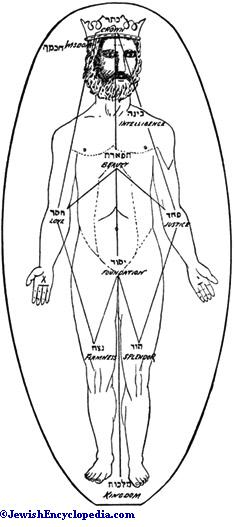 כתר
CROWN
חכמה WISDOM
בינה
INTELLIGENCE
תפארת
BEAUTY
חסד
LOVE
פחד
JUSTICE
יסוד
FOUNDATION
נצח
FIRMNESS
הוד
SPLENDOR
מלכות
KINGDOM
©JewishEncyclopedia.com